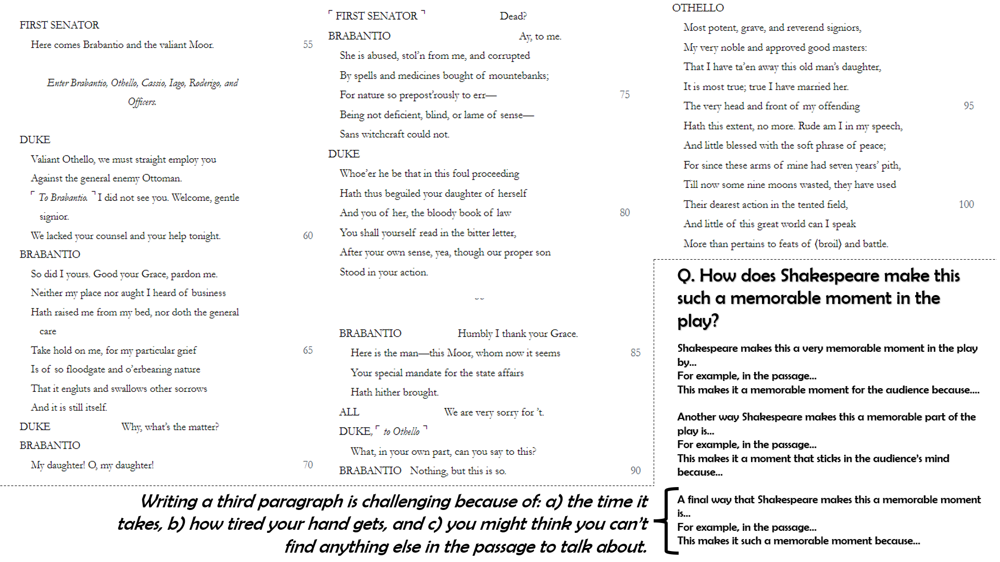 FIRST SENATOR
Here comes Brabantio and the valiant Moor. 55
Enter Brabantio, Othello, Cassio, Iago, Roderigo, and
Officers.
DUKE
Valiant Othello, we must straight employ you
Against the general enemy Ottoman.
⌜To Brabantio.⌝ I did not see you. Welcome, gentle
signior.
We lacked your counsel and your help tonight. 60
BRABANTIO
So did I yours. Good your Grace, pardon me.
Neither my place nor aught I heard of business
Hath raised me from my bed, nor doth the general
care
Take hold on me, for my particular grief 65
Is of so floodgate and o’erbearing nature
That it engluts and swallows other sorrows
And it is still itself.
DUKE Why, what’s the matter?
BRABANTIO
My daughter! O, my daughter! 70
⌜FIRST SENATOR⌝ Dead?
BRABANTIO Ay, to me.
She is abused, stol’n from me, and corrupted
By spells and medicines bought of mountebanks;
For nature so prepost’rously to err— 75
Being not deficient, blind, or lame of sense—
Sans witchcraft could not.
DUKE
Whoe’er he be that in this foul proceeding
Hath thus beguiled your daughter of herself
And you of her, the bloody book of law 80
You shall yourself read in the bitter letter,
After your own sense, yea, though our proper son
Stood in your action.
BRABANTIO Humbly I thank your Grace.
Here is the man—this Moor, whom now it seems 85
Your special mandate for the state affairs
Hath hither brought.
ALL We are very sorry for ’t.
DUKE, ⌜to Othello⌝
What, in your own part, can you say to this?
BRABANTIO Nothing, but this is so. 90
OTHELLO
Most potent, grave, and reverend signiors,
My very noble and approved good masters:
That I have ta’en away this old man’s daughter,
It is most true; true I have married her.
The very head and front of my offending 95
Hath this extent, no more. Rude am I in my speech,
And little blessed with the soft phrase of peace;
For since these arms of mine had seven years’ pith,
Till now some nine moons wasted, they have used
Their dearest action in the tented field, 100
And little of this great world can I speak
More than pertains to feats of ⟨broil⟩ and battle.
Q. How does Shakespeare make this
such a memorable moment in the
play?
Shakespeare makes this a very memorable moment in the play
by...
For example, in the passage...
This makes it a memorable moment for the audience because....
Another way Shakespeare makes this a memorable part of the
play is...
For example, in the passage...
This makes it a moment that sticks in the audience’s mind
because...
A final way that Shakespeare makes this a memorable moment
is...
For example, in the passage...
This makes it such a memorable moment because...
Writing a third paragraph is challenging because of: a) the time it
takes, b) how tired your hand gets, and c) you might think you can’t
find anything else in the passage to talk about.